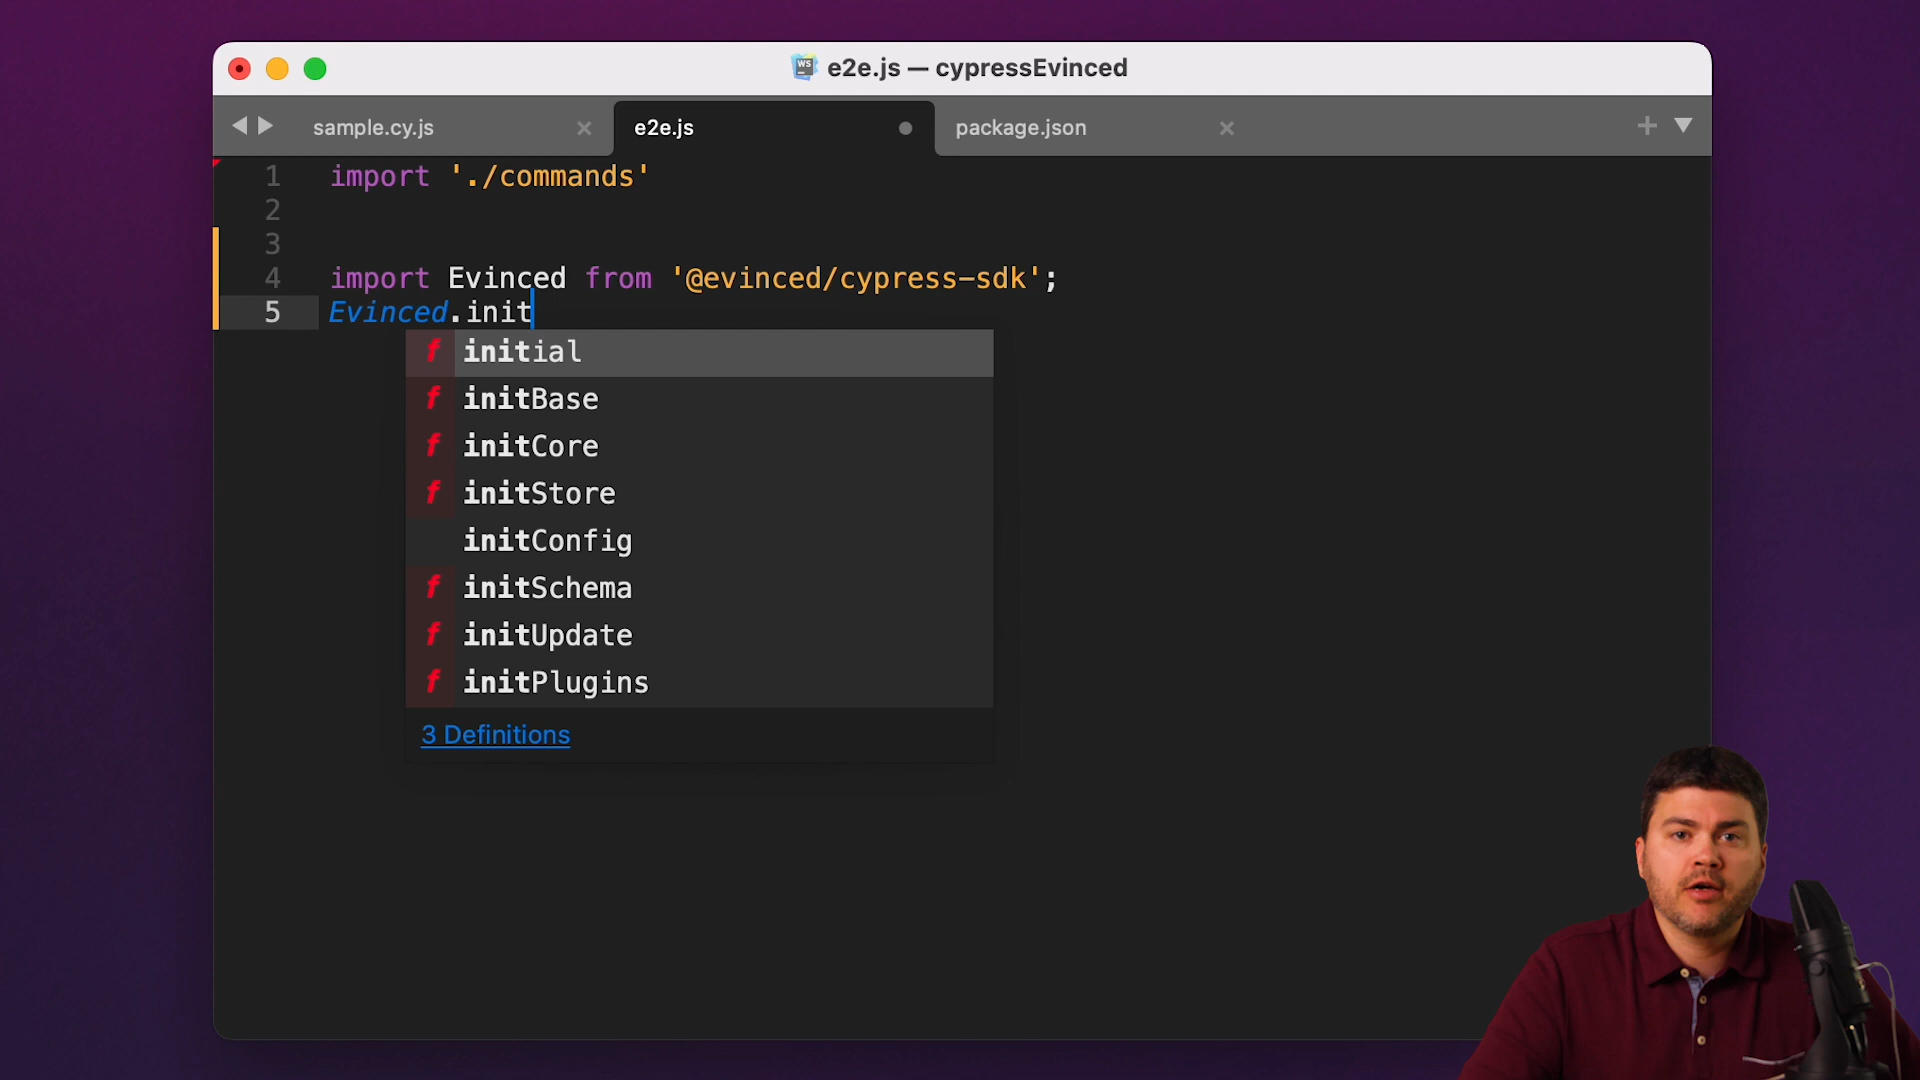 e2e.js — cypressEvinced
sample.cy.js
e2e.js
package.json
1 import './commands'
2
3
4 import Evinced from '@evinced/cypress-sdk';
5 Evinced.init
f initial
f initBase
f initCore
f initStore
initConfig
f initSchema
f initUpdate
f initPlugins
3 Definitions